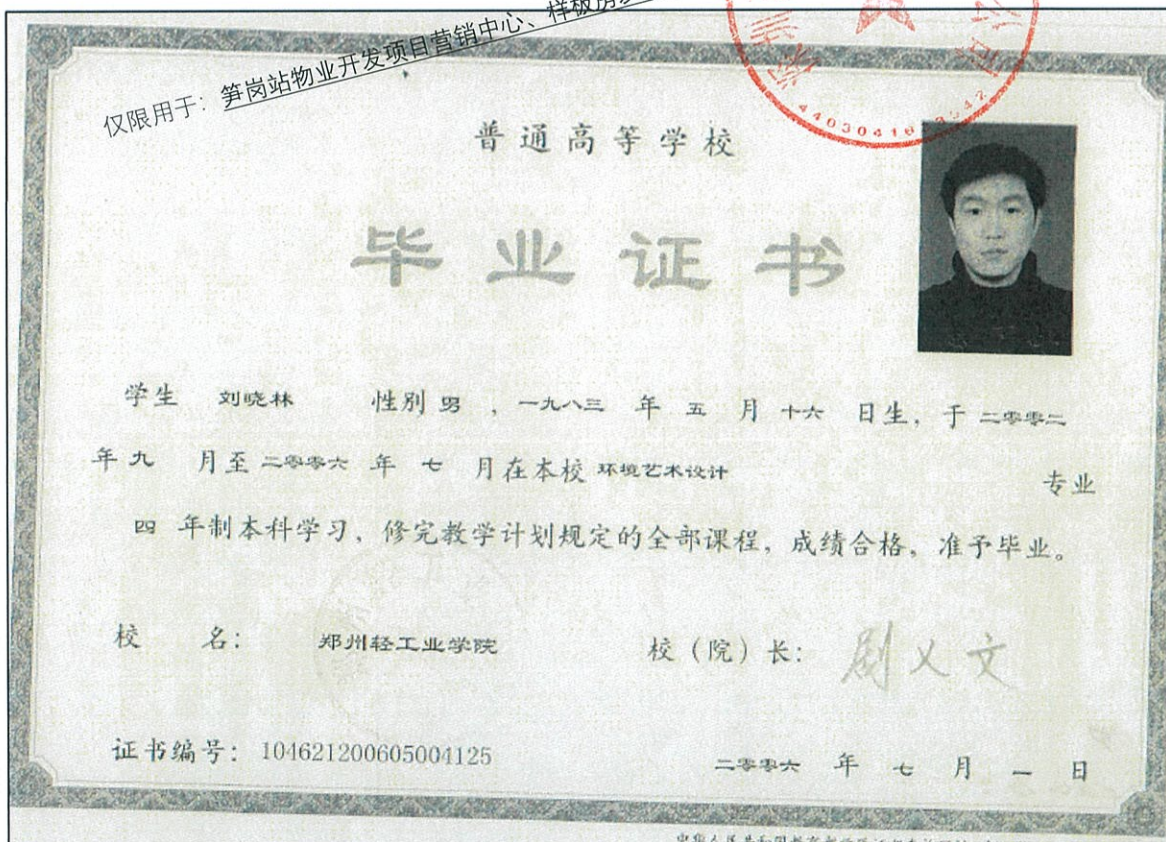 仅限用于：笋岗站物业开发项目营销中心、样板房
44030416
普通高等学校
毕业证书
学生 刘晓林 性别 男 ，一九八三 年 五 月 十六 日生，于 二零零二
年 九 月至 二零零六 年 七 月在本校 环境艺术设计 专业
四 年制本科学习，修完教学计划规定的全部课程，成绩合格，准予毕业。
校 名： 郑州轻工业学院 校（院）长： 剧义文
证书编号： 104621200605004125
二零零六 年 七 月 一 日